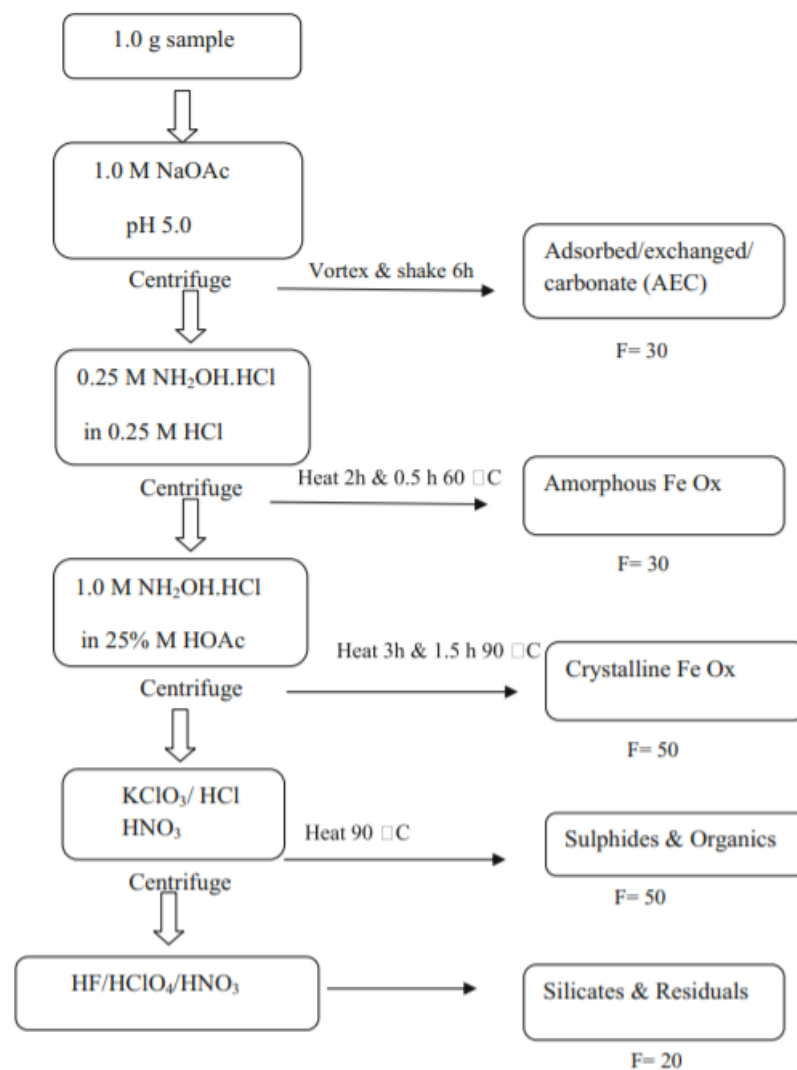 1.0 g sample
1.0 M NaOAc
pH 5.0
Centrifuge
Vortex & shake 6h
Adsorbed/exchanged/
carbonate (AEC)
F= 30
0.25 M NH₂OH.HCl
in 0.25 M HCl
Centrifuge
Heat 2h & 0.5 h 60 □C
Amorphous Fe Ox
F= 30
1.0 M NH₂OH.HCl
in 25% M HOAc
Centrifuge
Heat 3h & 1.5 h 90 □C
Crystalline Fe Ox
F= 50
KClO₃/ HCl
HNO₃
Heat 90 □C
Sulphides & Organics
F= 50
Centrifuge
HF/HClO₄/HNO₃
Silicates & Residuals
F= 20